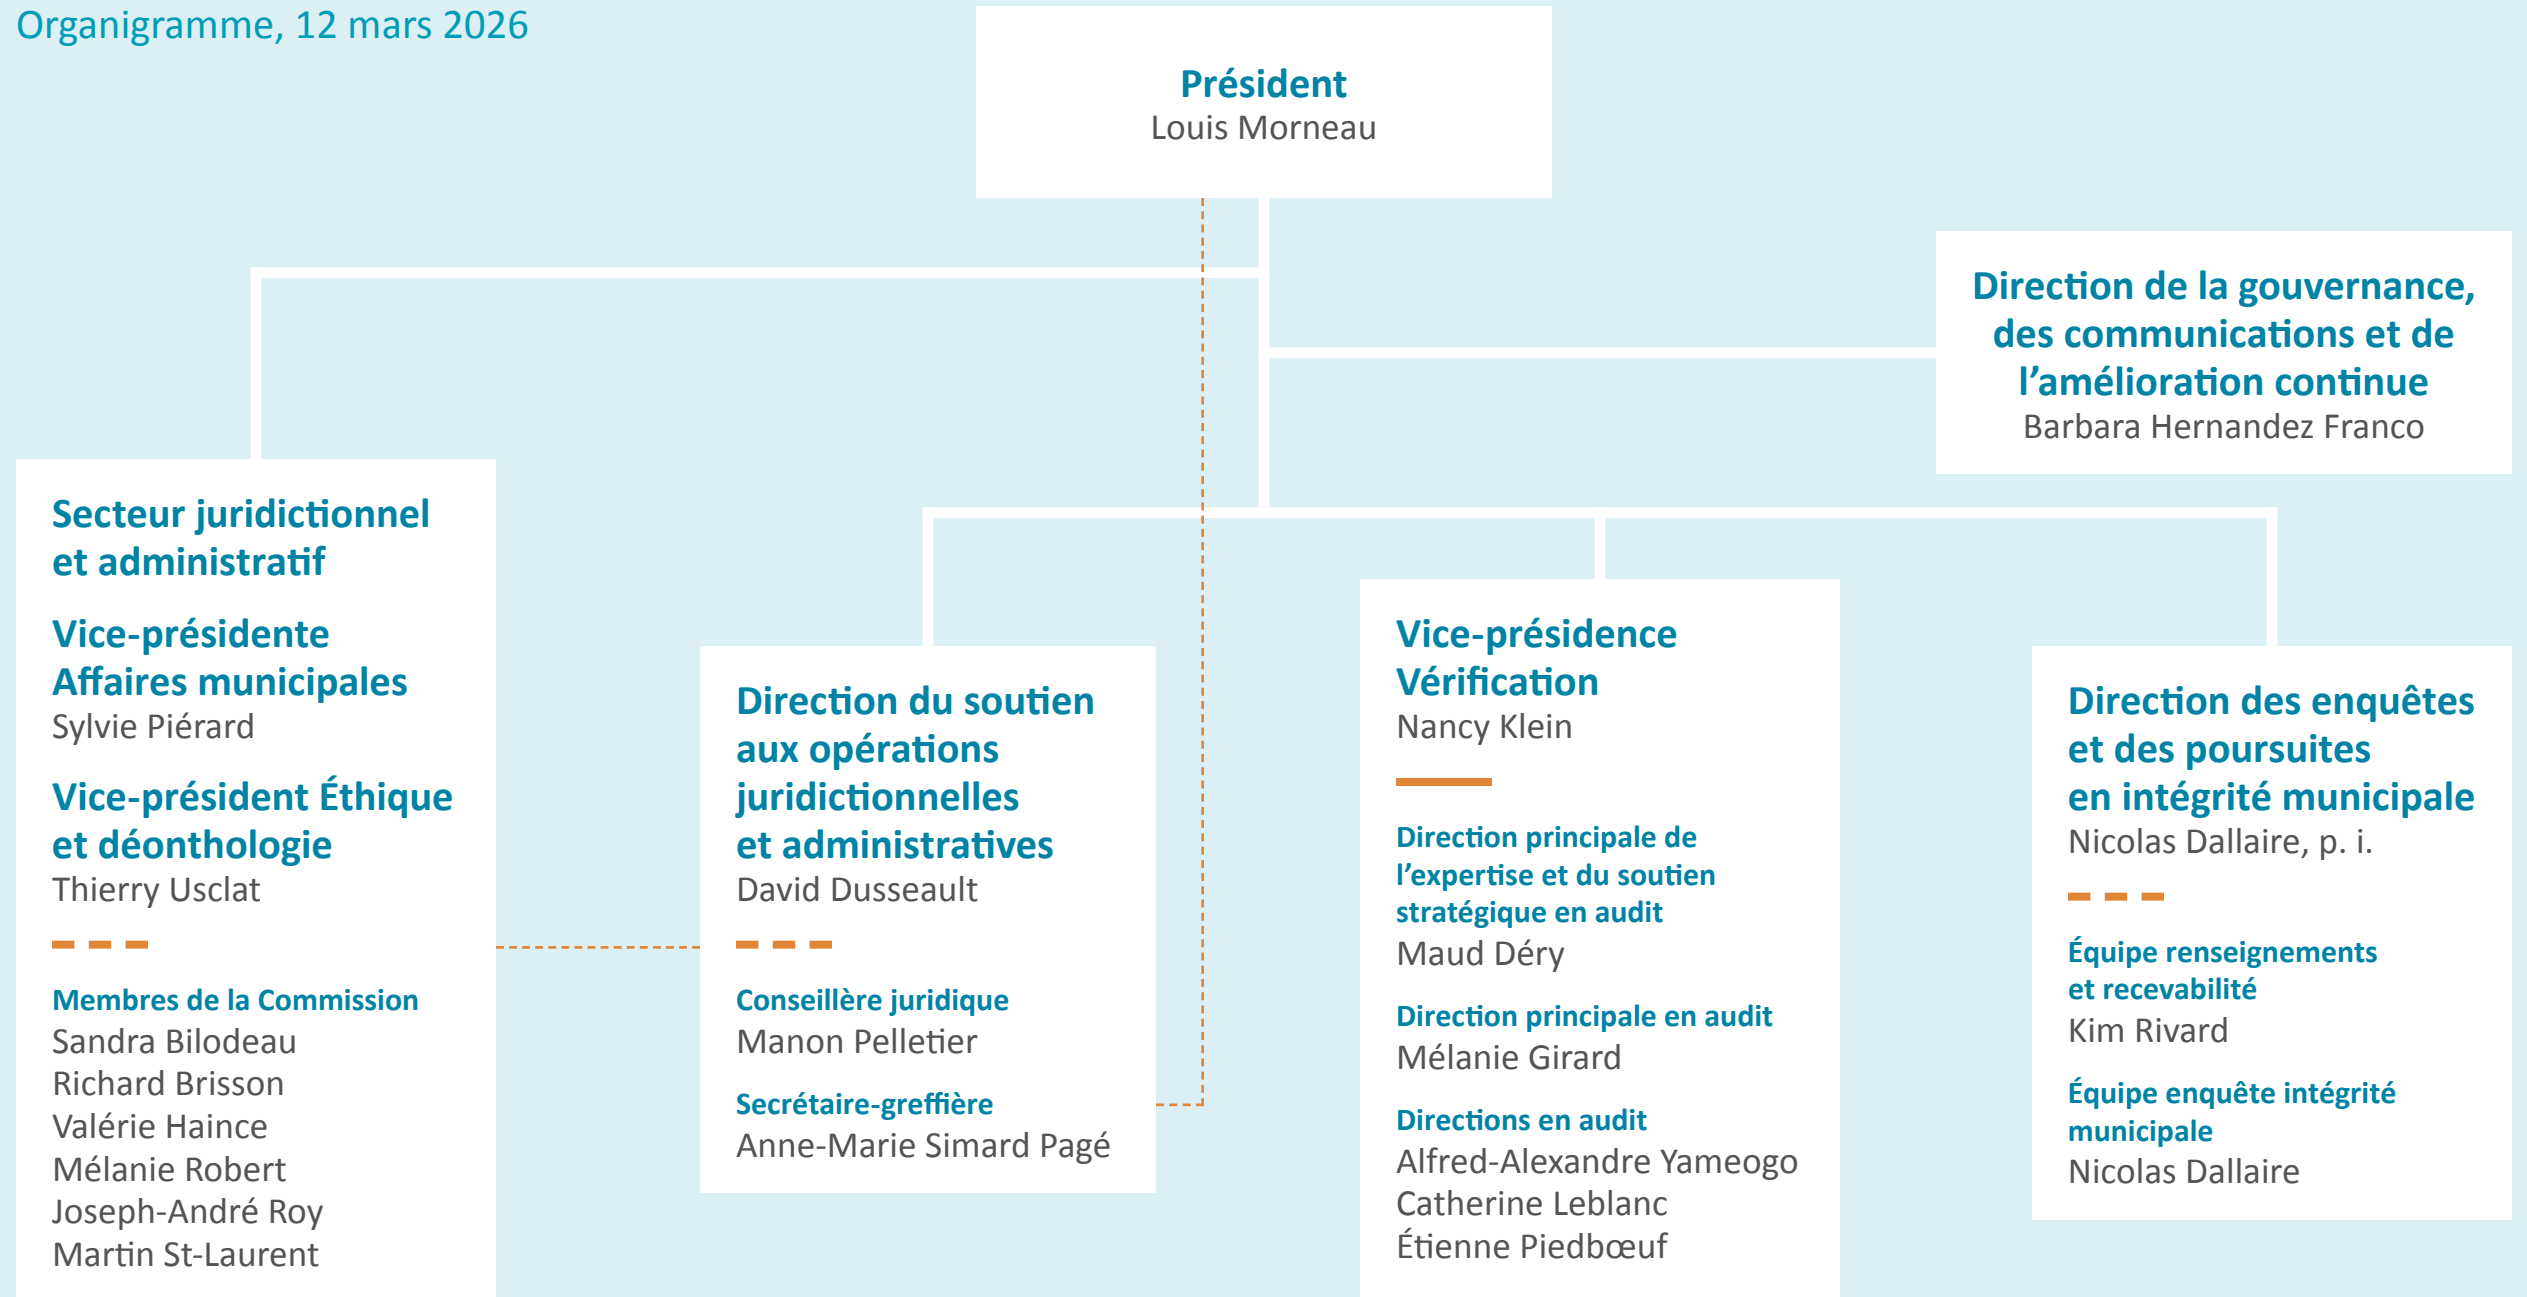 Organigramme, 12 mars 2026
Président
Louis Morneau
Direction de la gouvernance,
des communications et de
l’amélioration continue
Barbara Hernandez Franco
Secteur juridictionnel
et administratif
Vice-présidente
Affaires municipales
Sylvie Piérard
Vice-président Éthique
et déonthologie
Thierry Usclat
Membres de la Commission
Sandra Bilodeau
Richard Brisson
Valérie Haince
Mélanie Robert
Joseph-André Roy
Martin St-Laurent
Direction du soutien
aux opérations
juridictionnelles
et administratives
David Dusseault
Conseillère juridique
Manon Pelletier
Secrétaire-greffière
Anne-Marie Simard Pagé
Vice-présidence
Vérification
Nancy Klein
Direction principale de
l’expertise et du soutien
stratégique en audit
Maud Déry
Direction principale en audit
Mélanie Girard
Directions en audit
Alfred-Alexandre Yameogo
Catherine Leblanc
Étienne Piedbœuf
Direction des enquêtes
et des poursuites
en intégrité municipale
Nicolas Dallaire, p. i.
Équipe renseignements
et recevabilité
Kim Rivard
Équipe enquête intégrité
municipale
Nicolas Dallaire